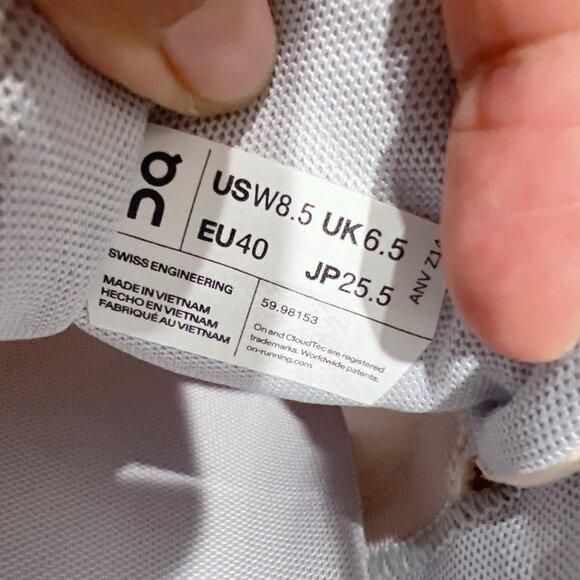 On
USW8.5 UK6.5
EU40 JP25.5
SWISS ENGINEERING
MADE IN VIETNAM
HECHO EN VIETNAM
FABRIQUÉ AU VIETNAM
59.98153
On and CloudTec are registered
trademarks. Worldwide patents.
on-running.com
ANV